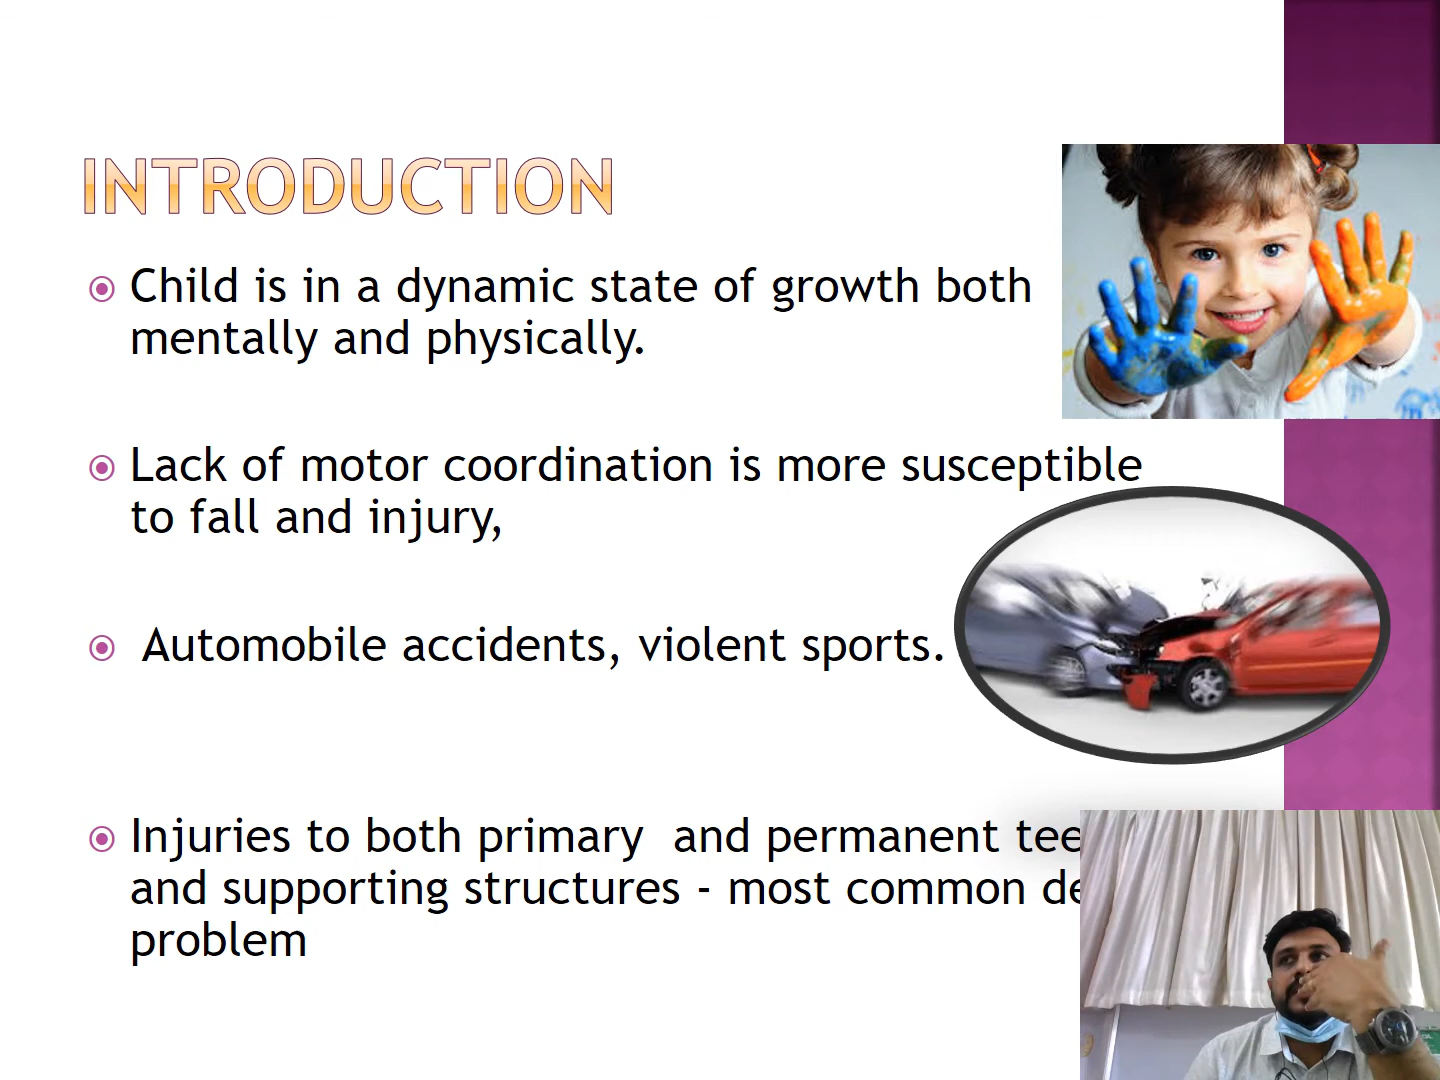 INTRODUCTION
Child is in a dynamic state of growth both
mentally and physically.
Lack of motor coordination is more susceptible
to fall and injury,
Automobile accidents, violent sports.
Injuries to both primary and permanent
and supporting structures - most common
problem